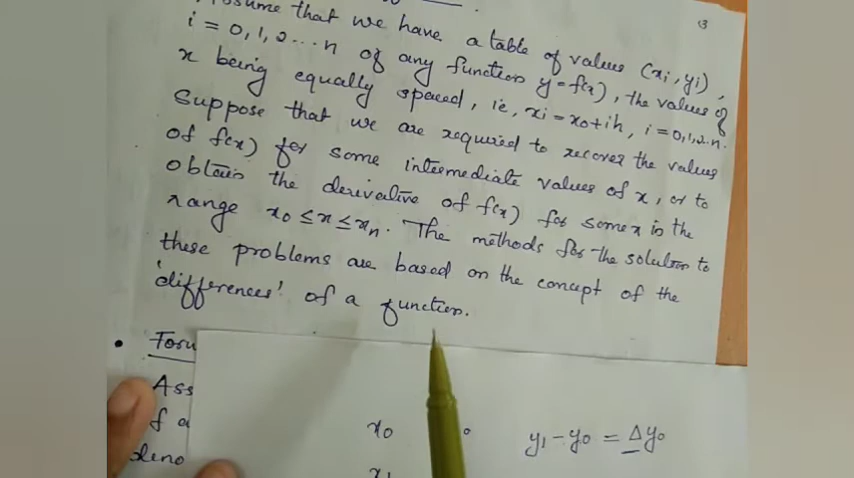 Assume that we have a table of values (xi, yi),
13
i = 0, 1, 2 ... n of any function y = f(x), the values of
x being equally spaced, ie, xi = x0 + ih, i = 0,1,2..n.
Suppose that we are required to recover the values
of f(x) for some intermediate values of x, or to
obtain the derivative of f(x) for some x in the
range x0 ≤ x ≤ xn. The methods for the solution to
these problems are based on the concept of the
'differences' of a function.
• Forw
Ass
of a
deno
x0
y1 - y0 = Δy0
x1